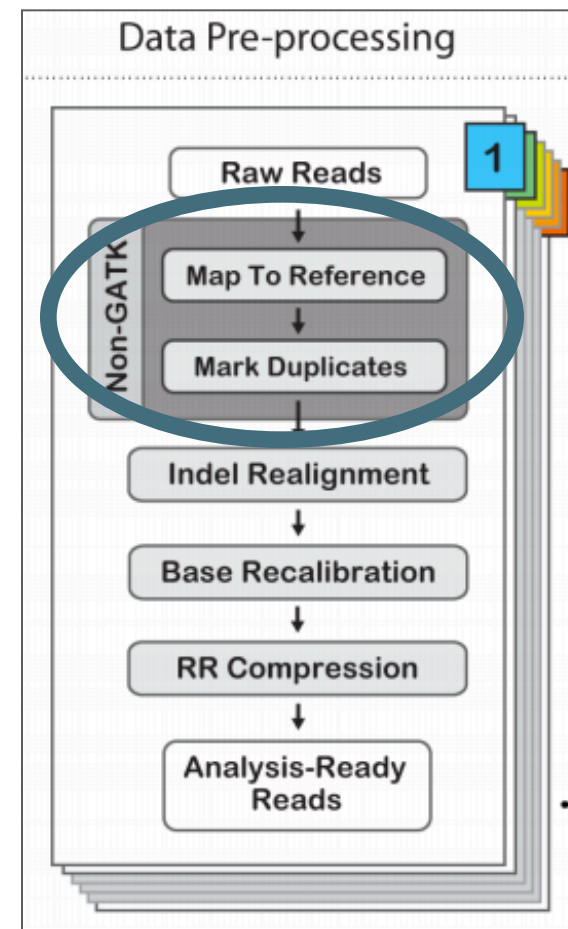 Data Pre-processing
1
Raw Reads
Non-GATK
Map To Reference
Mark Duplicates
Indel Realignment
Base Recalibration
RR Compression
Analysis-Ready
Reads